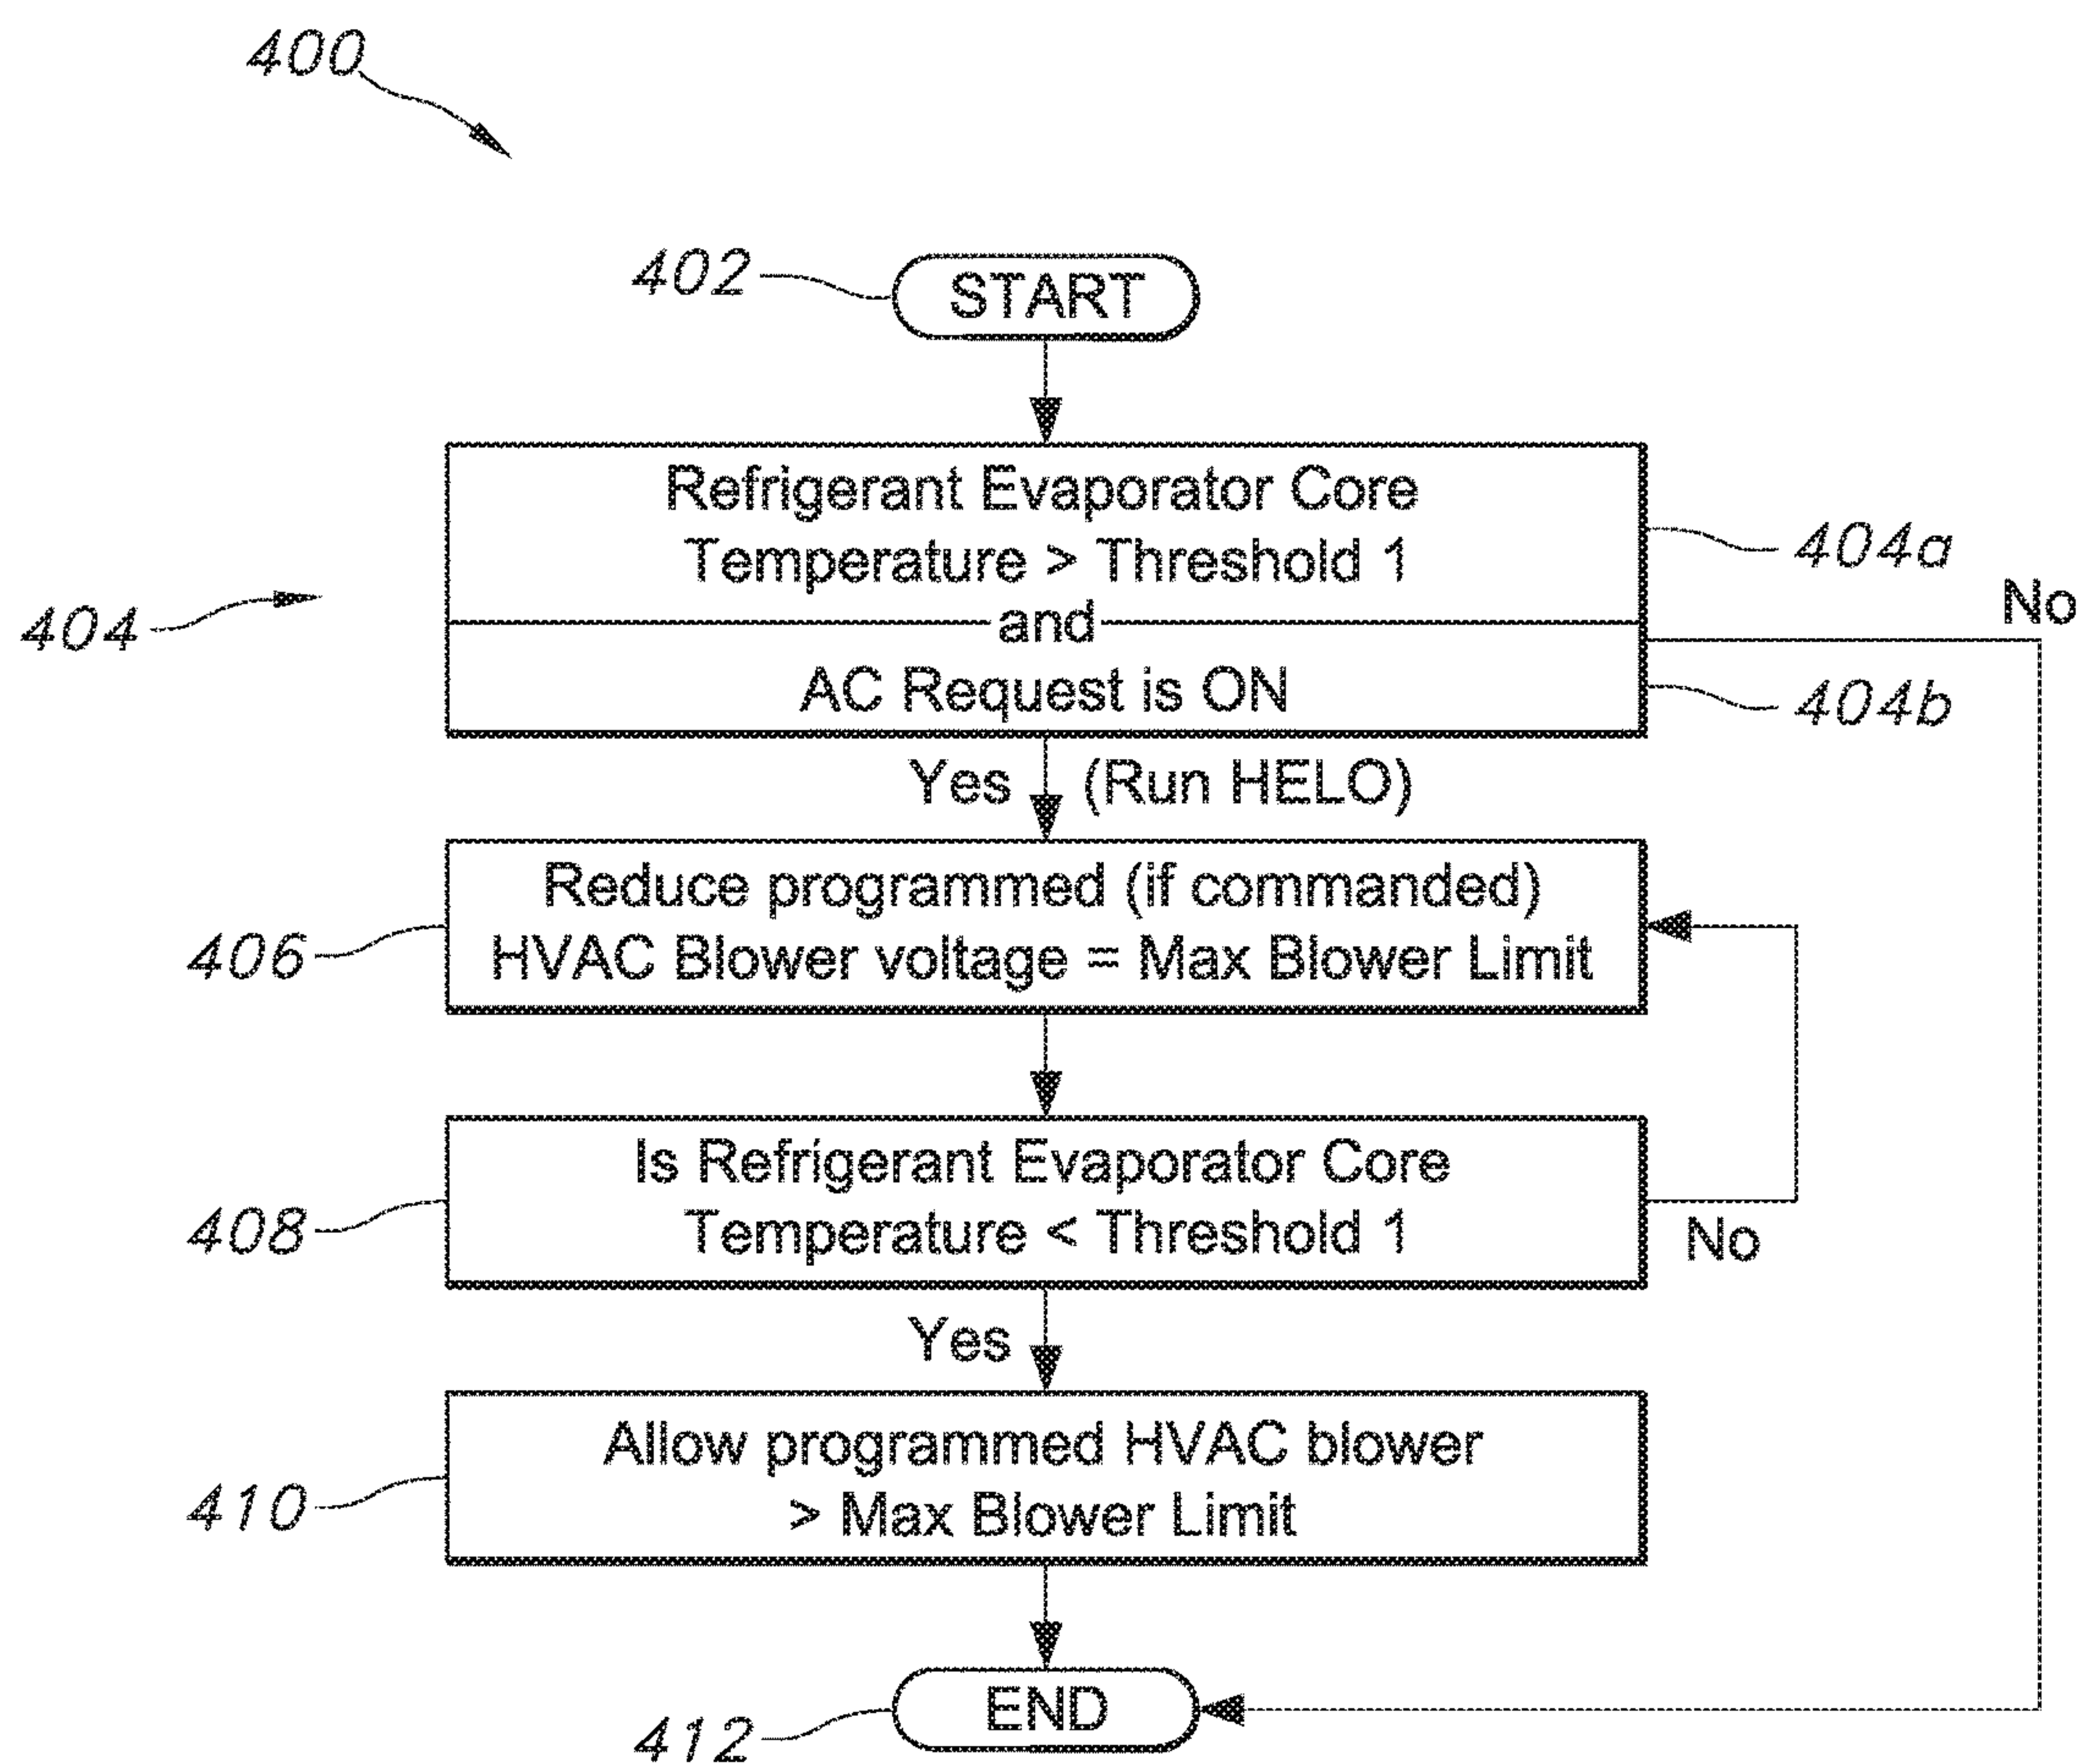 400
402
START
Refrigerant Evaporator Core
Temperature > Threshold 1
404a
No
404
and
AC Request is ON
404b
Yes (Run HELO)
Reduce programmed (if commanded)
HVAC Blower voltage = Max Blower Limit
406
Is Refrigerant Evaporator Core
Temperature < Threshold 1
408
No
Yes
Allow programmed HVAC blower
> Max Blower Limit
410
END
412